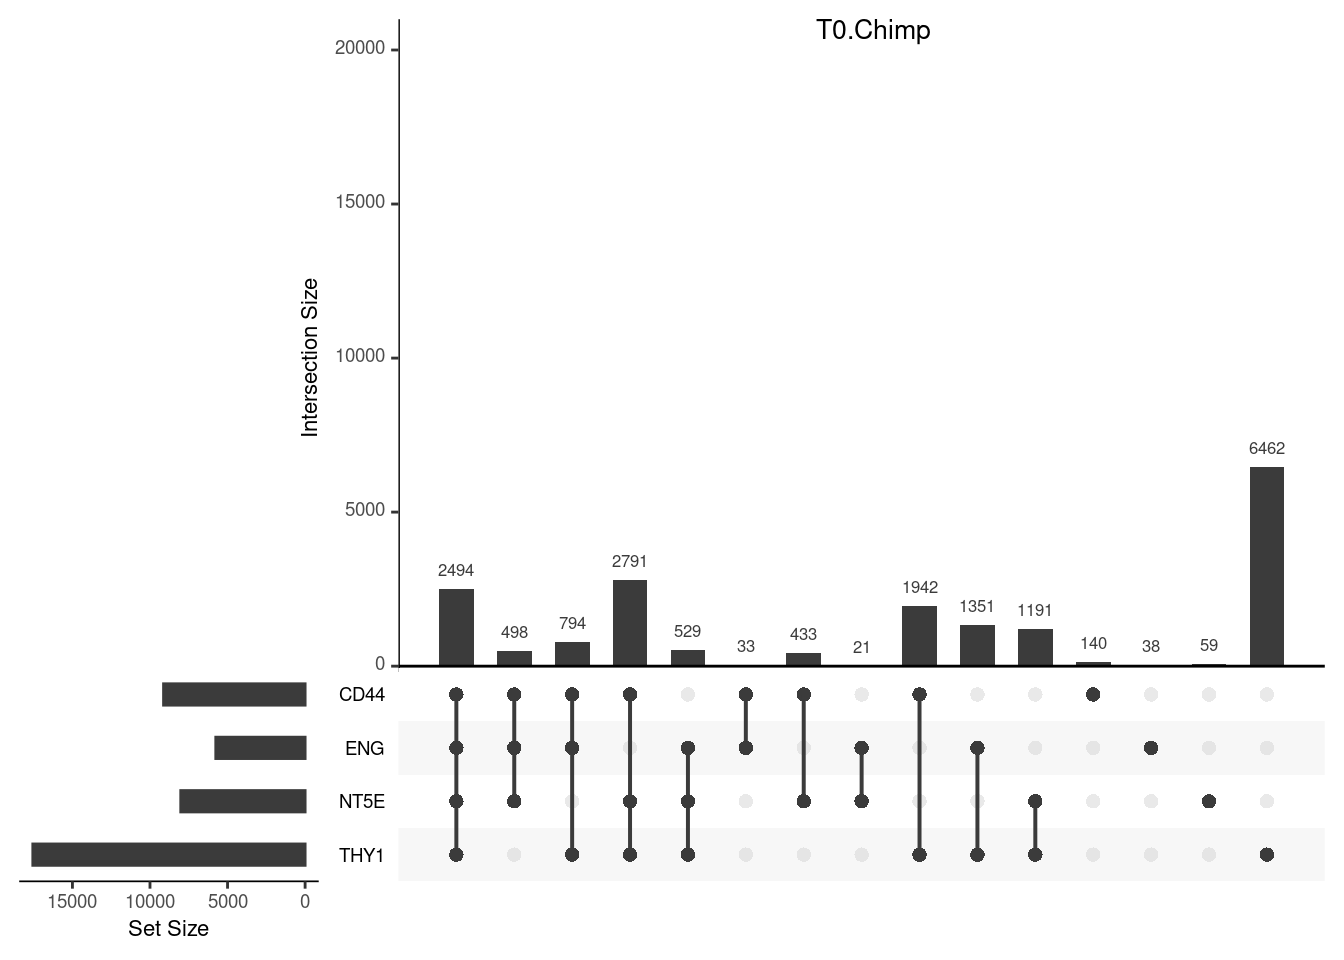 T0.Chimp
20000
15000
10000
5000
0
Intersection Size
2494
498
794
2791
529
33
433
21
1942
1351
1191
140
38
59
6462
CD44
ENG
NT5E
THY1
15000 10000 5000 0
Set Size